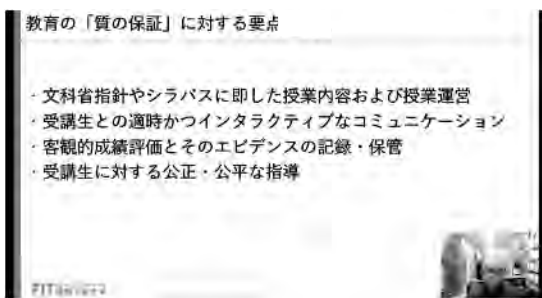 教育の「質の保証」に対する要点
・文科省指針やシラバスに即した授業内容および授業運営
・受講生との適時かつインタラクティブなコミュニケーション
・客観的成績評価とそのエビデンスの記録・保管
・受講生に対する公正・公平な指導